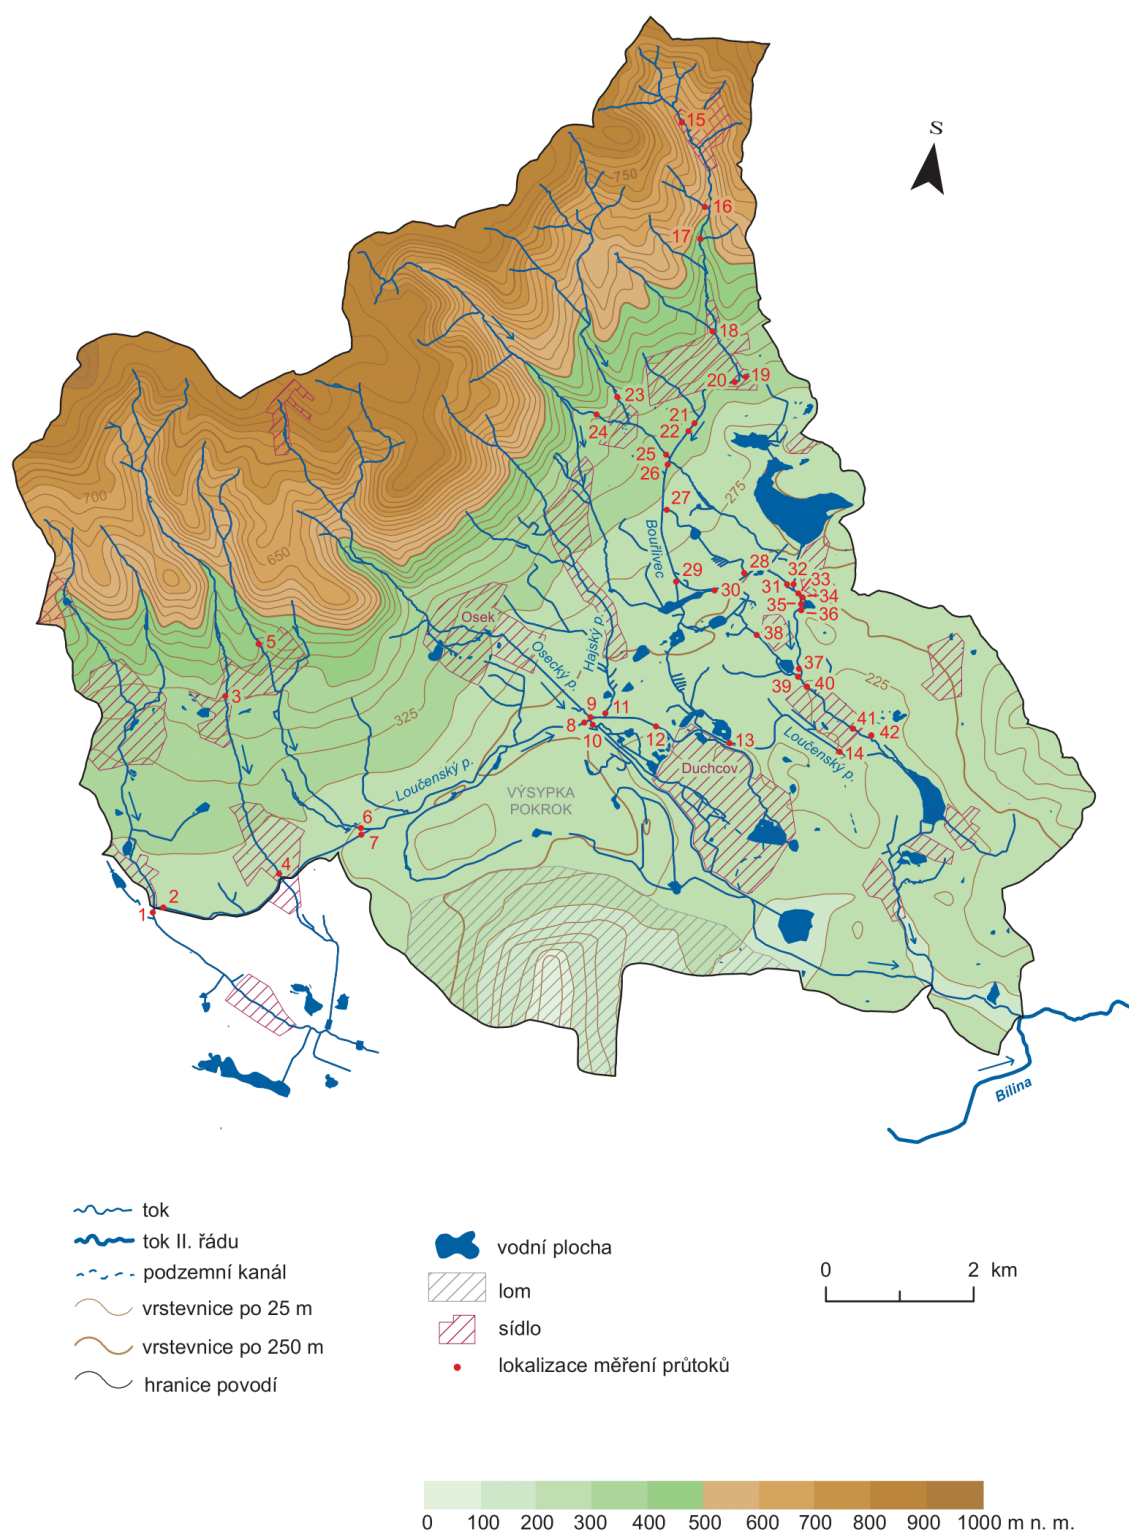 S
15
750
16
17
18
19
20
23
21
24
22
25
26
275
27
700
Bouřlivec
650
28
29
32
33
31
30
34
35
36
Osek
38
5
Hajský p.
Osecký p.
37
3
39
40
225
325
9
11
8
10
12
41
42
13
14
Loučenský p.
Duchcov
Loučenský p.
VÝSYPKA
POKROK
6
7
4
2
1
Bílina
tok
tok II. řádu
podzemní kanál
vrstevnice po 25 m
vrstevnice po 250 m
hranice povodí
vodní plocha
lom
sídlo
lokalizace měření průtoků
0 2 km
0 100 200 300 400 500 600 700 800 900 1000 m n. m.